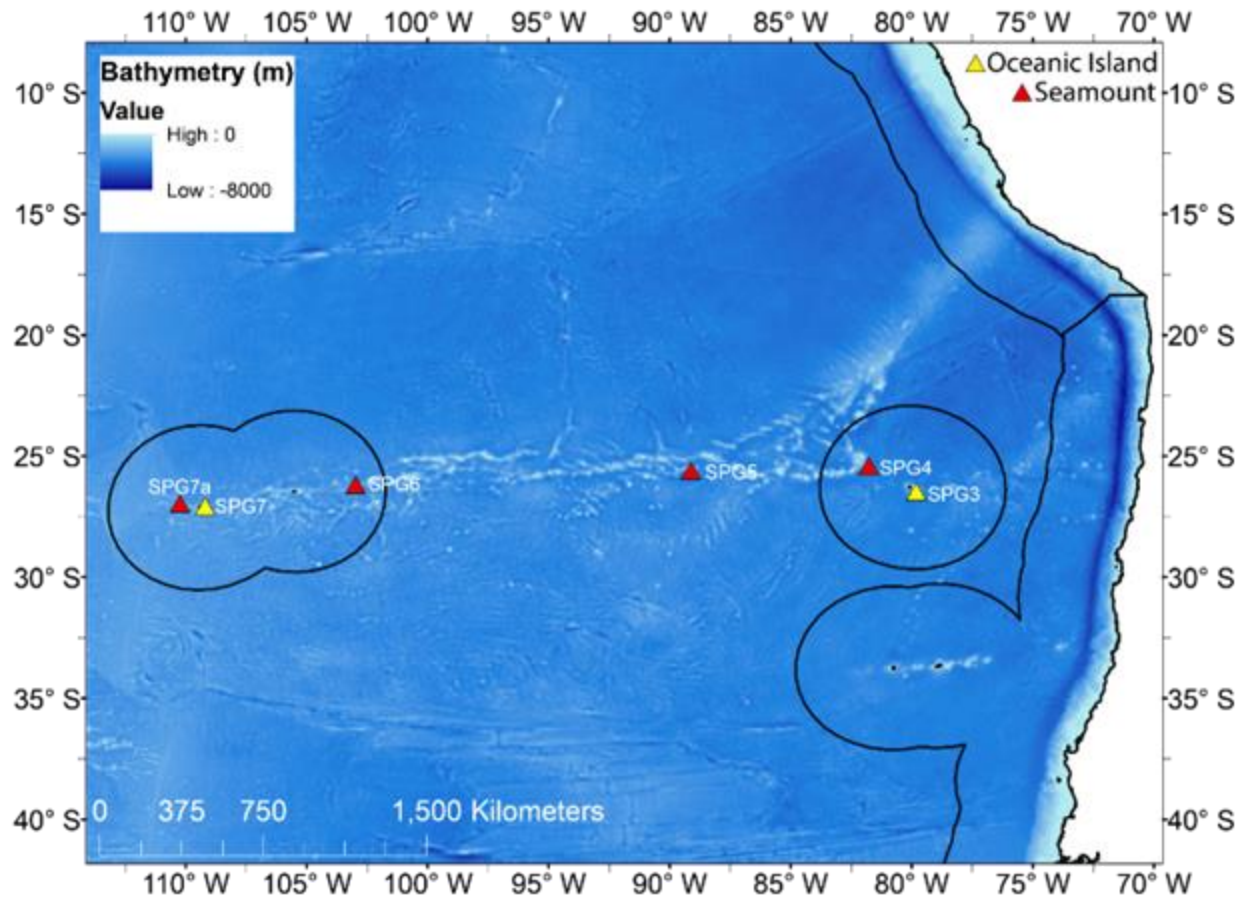 110° W 105° W 100° W 95° W 90° W 85° W 80° W 75° W 70° W
Bathymetry (m)
Value
High : 0
Low : -8000
Oceanic Island
Seamount
10° S 10° S
15° S 15° S
20° S 20° S
25° S 25° S
SPG7a
SPG7
SPG6
SPG5
SPG4
SPG3
30° S 30° S
35° S 35° S
0 375 750 1,500 Kilometers
40° S 40° S
110° W 105° W 100° W 95° W 90° W 85° W 80° W 75° W 70° W